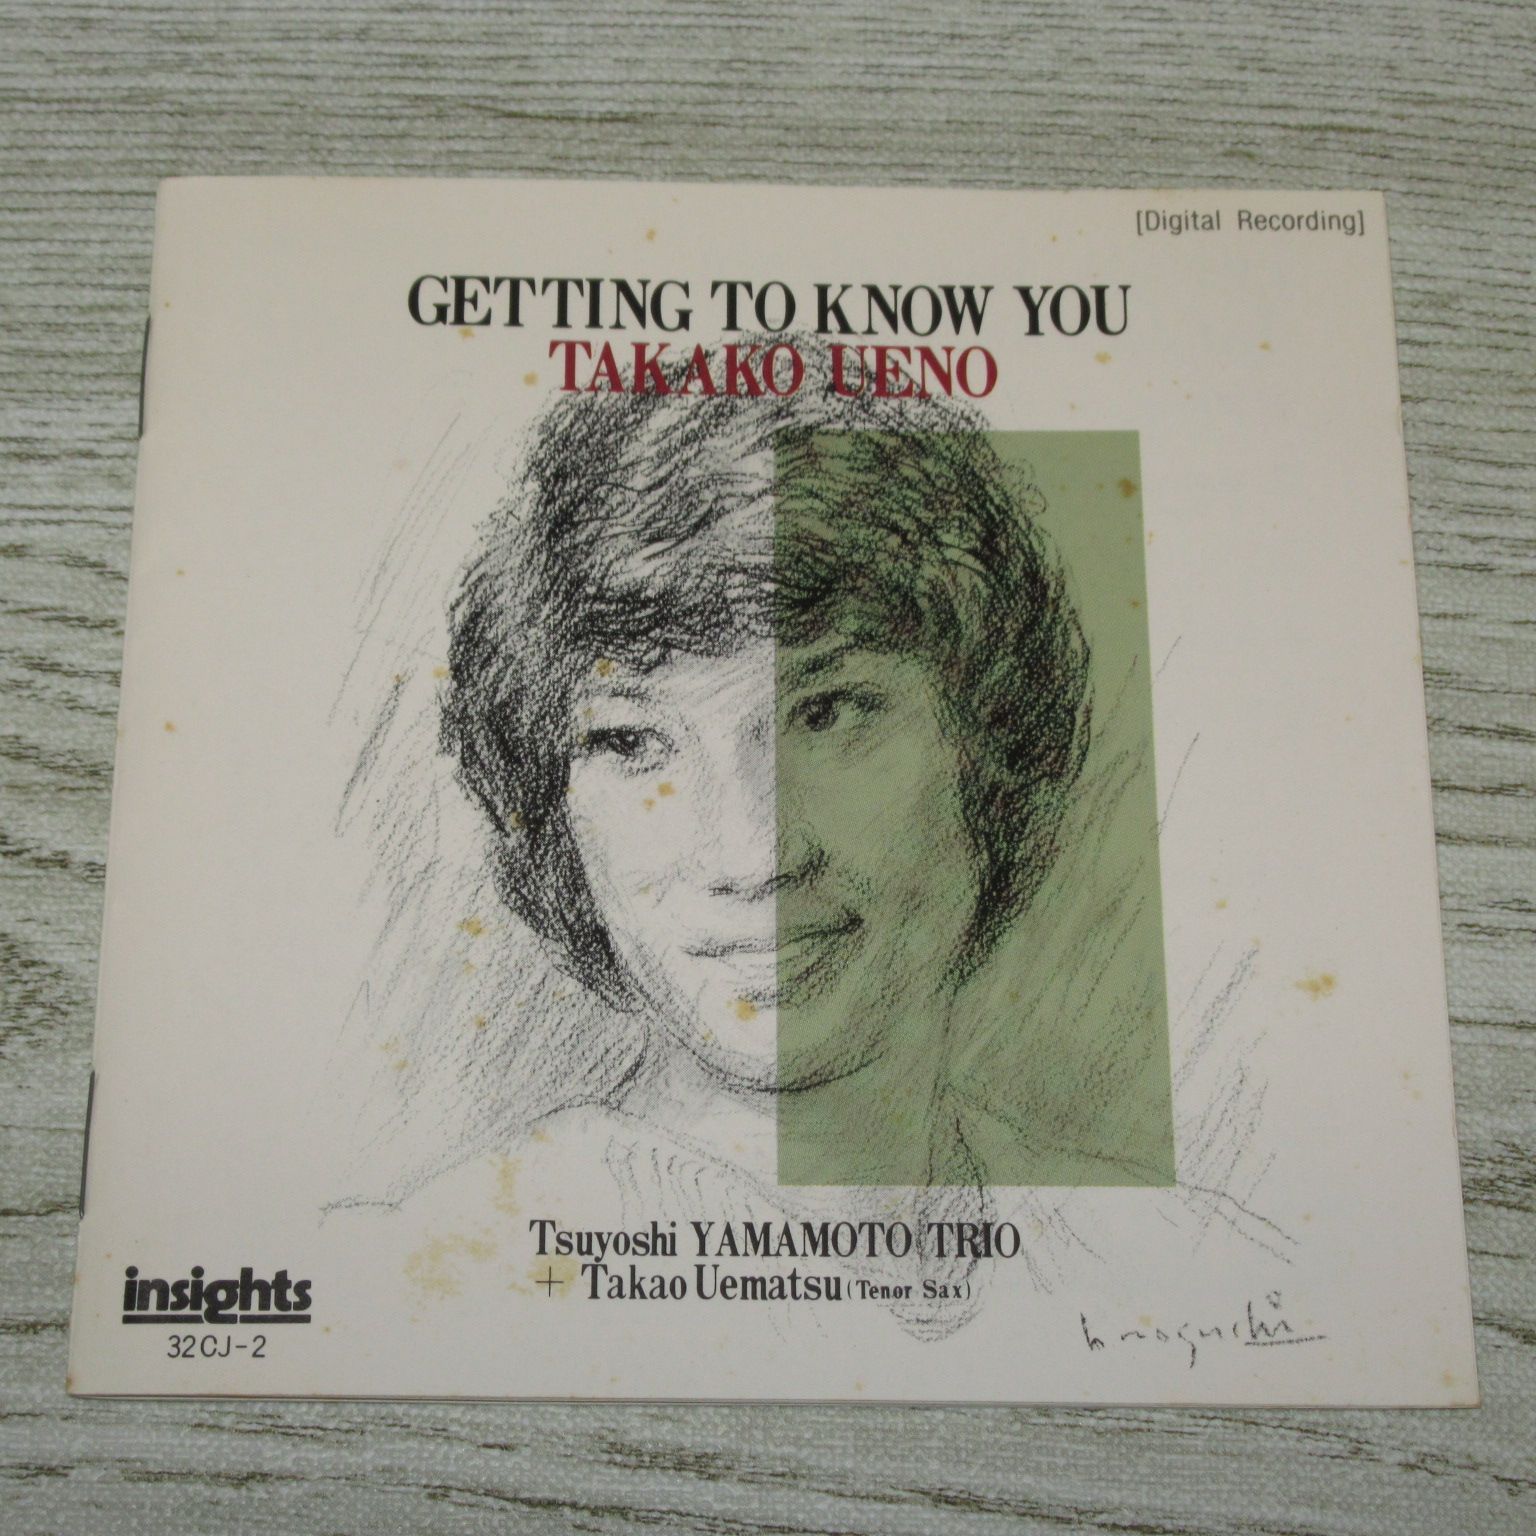 [Digital Recording]
GETTING TO KNOW YOU
TAKAKO UENO
Tsuyoshi YAMAMOTO TRIO
+ Takao Uematsu (Tenor Sax)
insights
32CJ-2